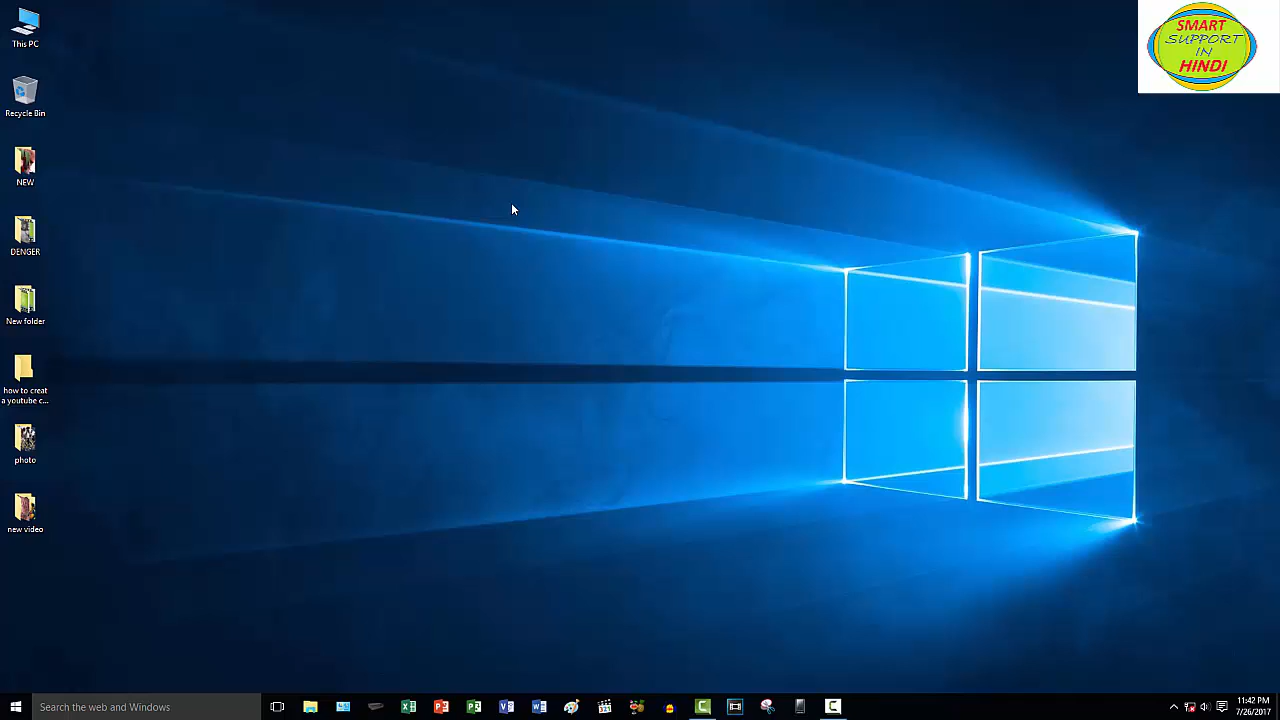 This PC
Recycle Bin
NEW
DENGER
New folder
how to creat
a youtube c...
photo
new video
SMART
SUPPORT
IN
HINDI
Search the web and Windows
11:42 PM
7/26/2017